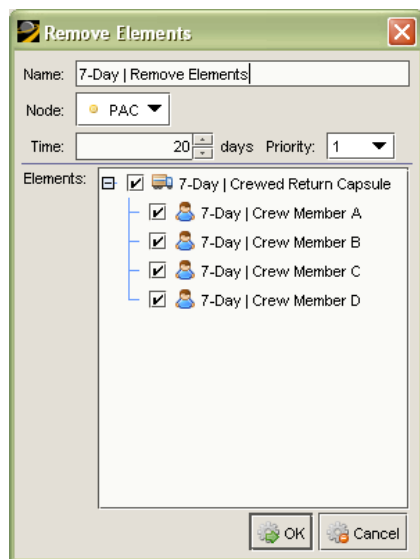 Remove Elements
Name: 7-Day | Remove Elements
Node: PAC
Time: 20 days Priority: 1
Elements: 7-Day | Crewed Return Capsule
7-Day | Crew Member A
7-Day | Crew Member B
7-Day | Crew Member C
7-Day | Crew Member D
OK Cancel